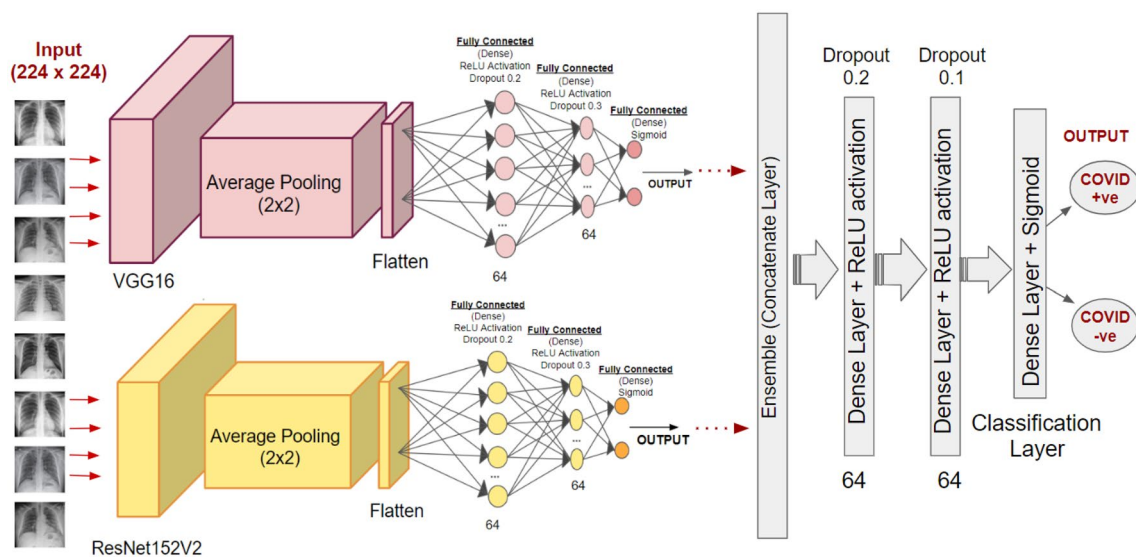 Input
(224 x 224)
VGG16
Average Pooling
(2x2)
Flatten
Fully Connected
(Dense)
ReLU Activation
Dropout 0.2
...
64
Fully Connected
(Dense)
ReLU Activation
Dropout 0.3
...
64
Fully Connected
(Dense)
Sigmoid
OUTPUT
ResNet152V2
Average Pooling
(2x2)
Flatten
Fully Connected
(Dense)
ReLU Activation
Dropout 0.2
...
64
Fully Connected
(Dense)
ReLU Activation
Dropout 0.3
...
64
Fully Connected
(Dense)
Sigmoid
OUTPUT
Ensemble (Concatenate Layer)
Dropout
0.2
Dense Layer + ReLU activation
64
Dropout
0.1
Dense Layer + ReLU activation
64
Dense Layer + Sigmoid
Classification
Layer
OUTPUT
COVID
+ve
COVID
-ve